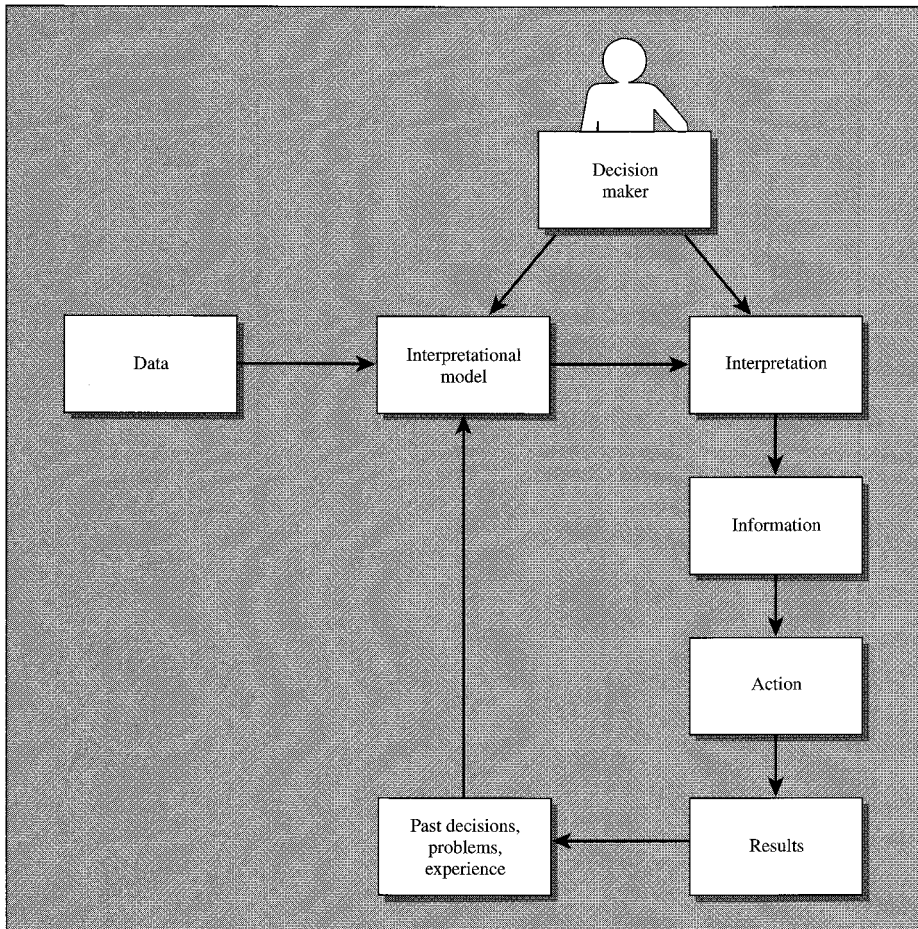 Decision
maker
Data
Interpretational
model
Interpretation
Information
Action
Past decisions,
problems,
experience
Results